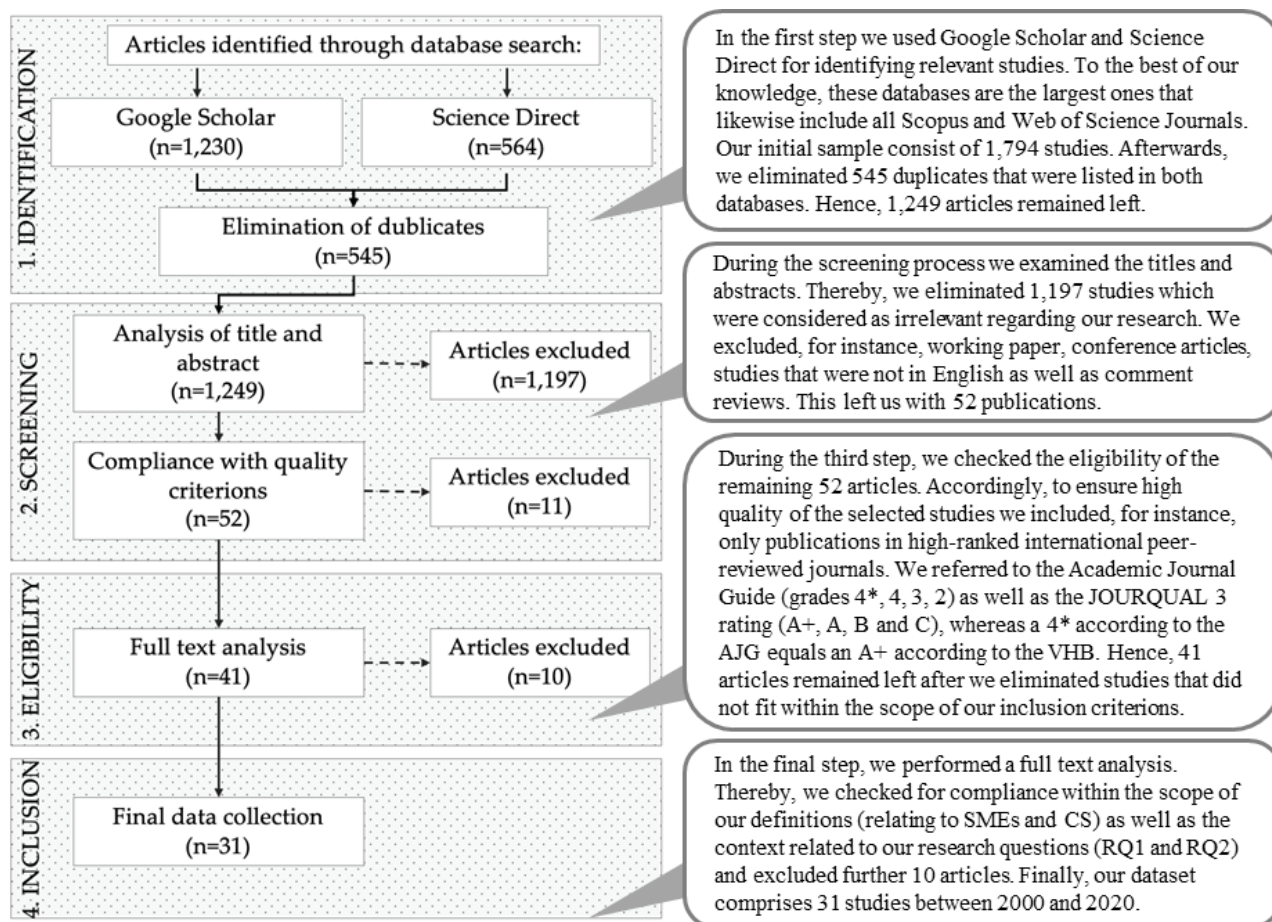 1. IDENTIFICATION
Articles identified through database search:
Google Scholar
(n=1,230)
Science Direct
(n=564)
Elimination of dublicates
(n=545)
In the first step we used Google Scholar and Science
Direct for identifying relevant studies. To the best of our
knowledge, these databases are the largest ones that
likewise include all Scopus and Web of Science Journals.
Our initial sample consist of 1,794 studies. Afterwards,
we eliminated 545 duplicates that were listed in both
databases. Hence, 1,249 articles remained left.
2. SCREENING
Analysis of title and
abstract
(n=1,249)
Articles excluded
(n=1,197)
Compliance with quality
criterions
(n=52)
Articles excluded
(n=11)
During the screening process we examined the titles and
abstracts. Thereby, we eliminated 1,197 studies which
were considered as irrelevant regarding our research. We
excluded, for instance, working paper, conference articles,
studies that were not in English as well as comment
reviews. This left us with 52 publications.
3. ELIGIBILITY
Full text analysis
(n=41)
Articles excluded
(n=10)
During the third step, we checked the eligibility of the
remaining 52 articles. Accordingly, to ensure high
quality of the selected studies we included, for instance,
only publications in high-ranked international peer-
reviewed journals. We referred to the Academic Journal
Guide (grades 4*, 4, 3, 2) as well as the JOURQUAL 3
rating (A+, A, B and C), whereas a 4* according to the
AJG equals an A+ according to the VHB. Hence, 41
articles remained left after we eliminated studies that did
not fit within the scope of our inclusion criterions.
4. INCLUSION
Final data collection
(n=31)
In the final step, we performed a full text analysis.
Thereby, we checked for compliance within the scope of
our definitions (relating to SMEs and CS) as well as the
context related to our research questions (RQ1 and RQ2)
and excluded further 10 articles. Finally, our dataset
comprises 31 studies between 2000 and 2020.